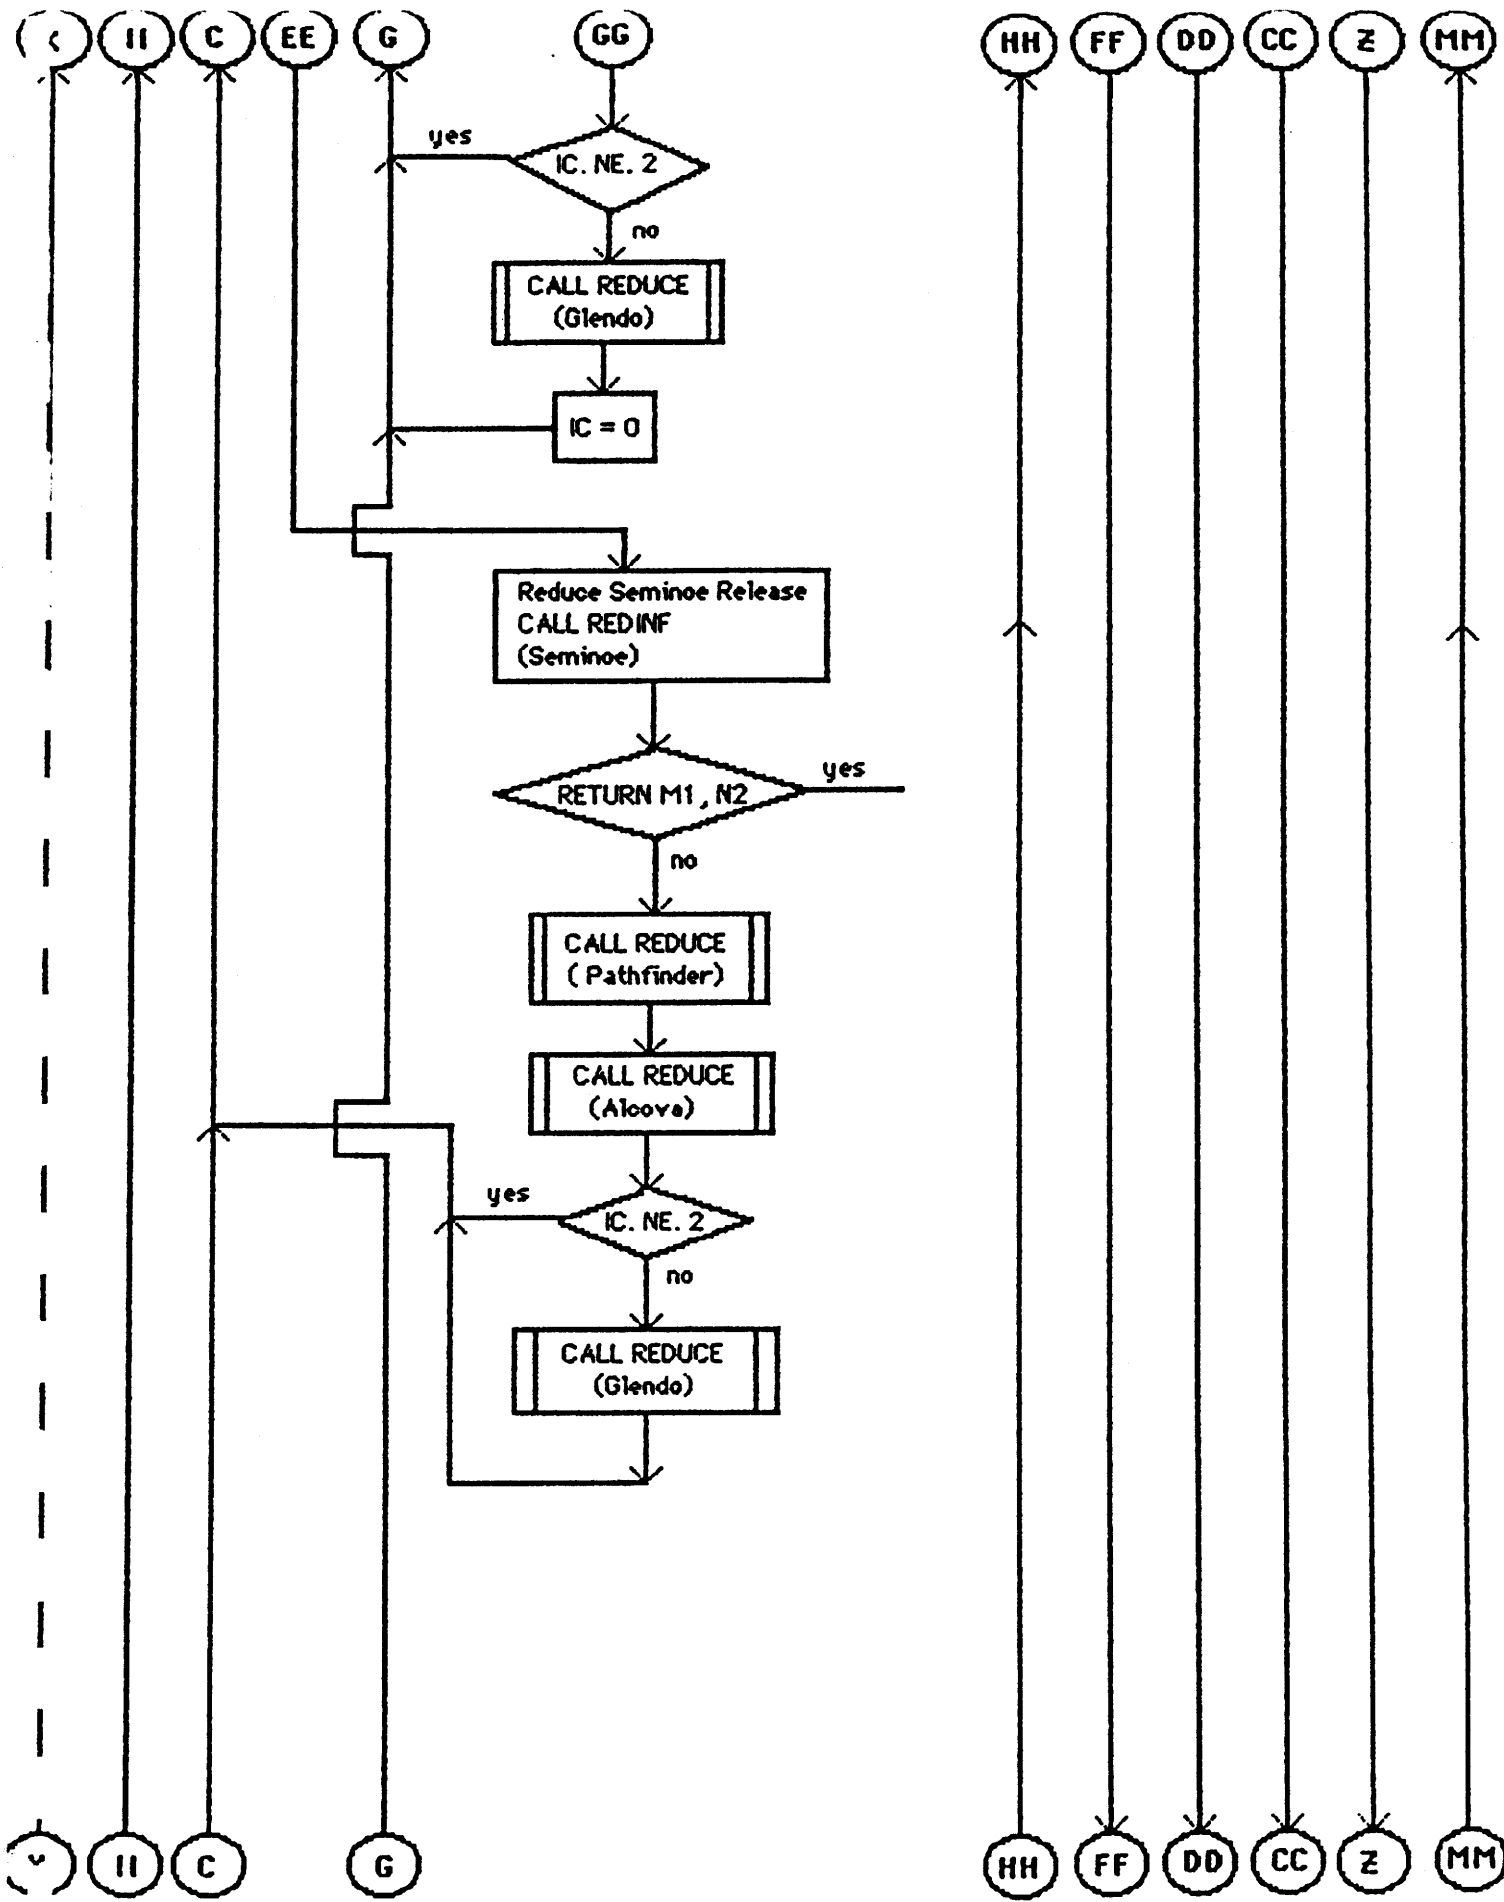 II C EE G GG HH FF DD CC Z MM
yes
IC. NE. 2
no
CALL REDUCE
(Glendo)
IC = 0
Reduce Seminoe Release
CALL REDINF
(Seminoe)
yes
RETURN M1, N2
no
CALL REDUCE
( Pathfinder)
CALL REDUCE
(Alcova)
yes
IC. NE. 2
no
CALL REDUCE
(Glendo)
II C G HH FF DD CC Z MM